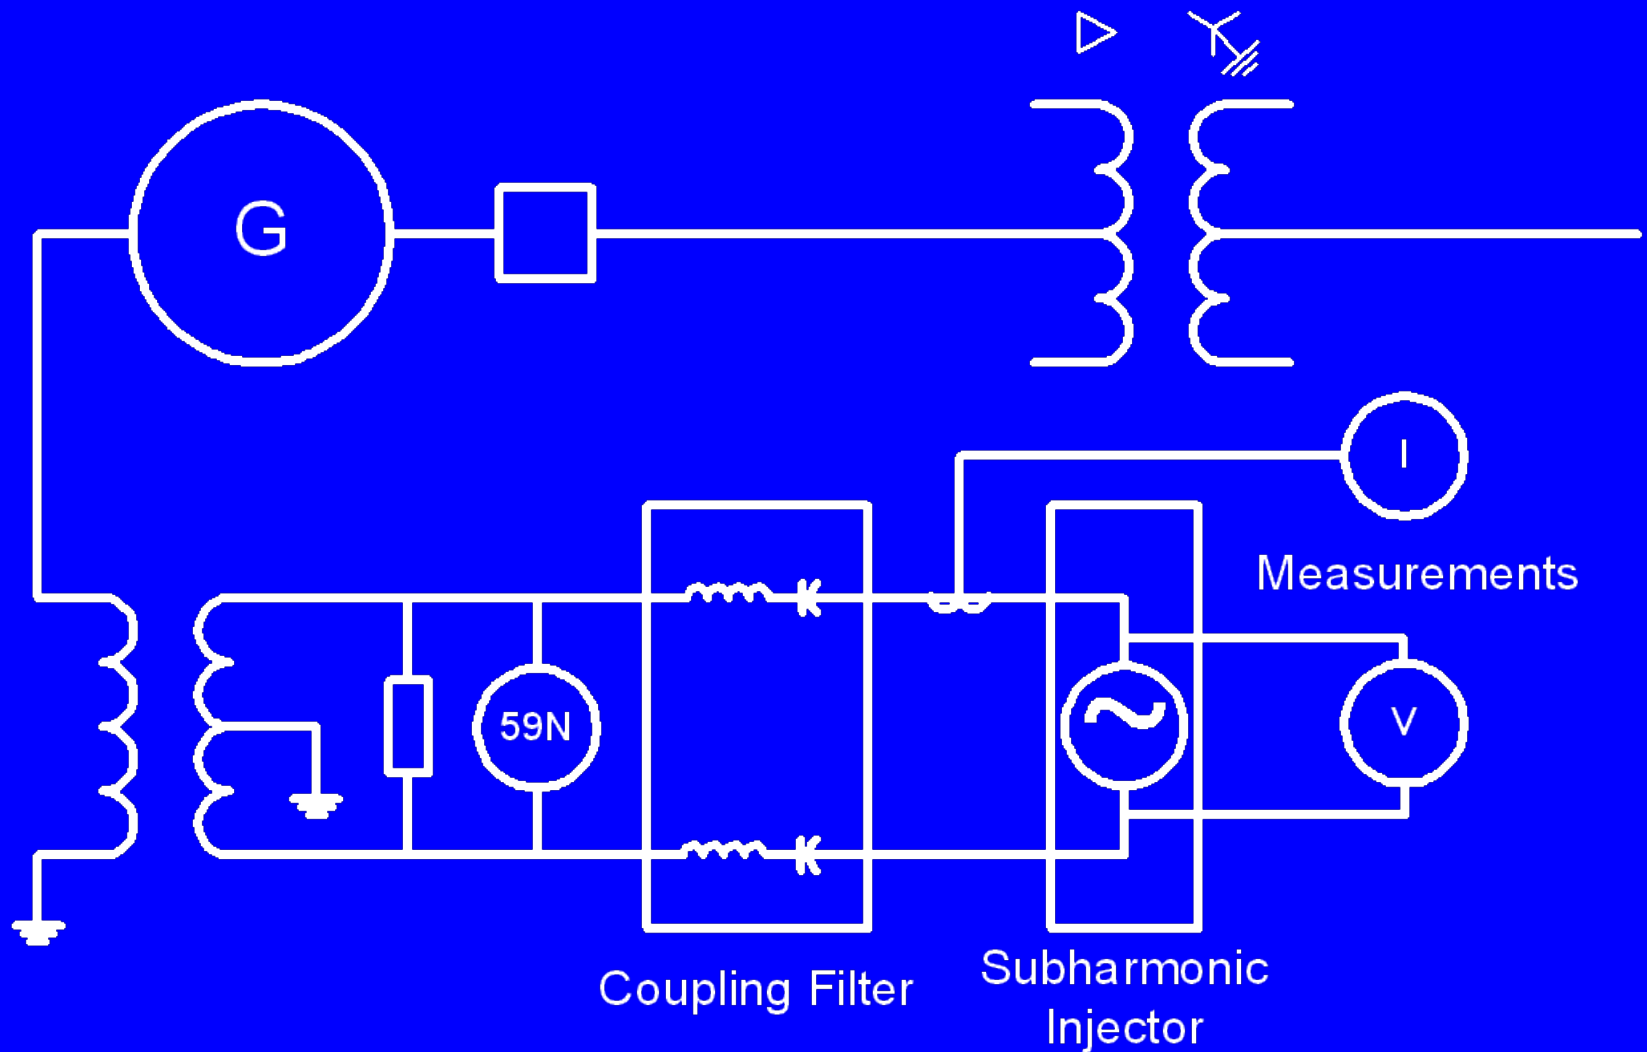 G
I
Measurements
59N
V
Coupling Filter
Subharmonic
Injector